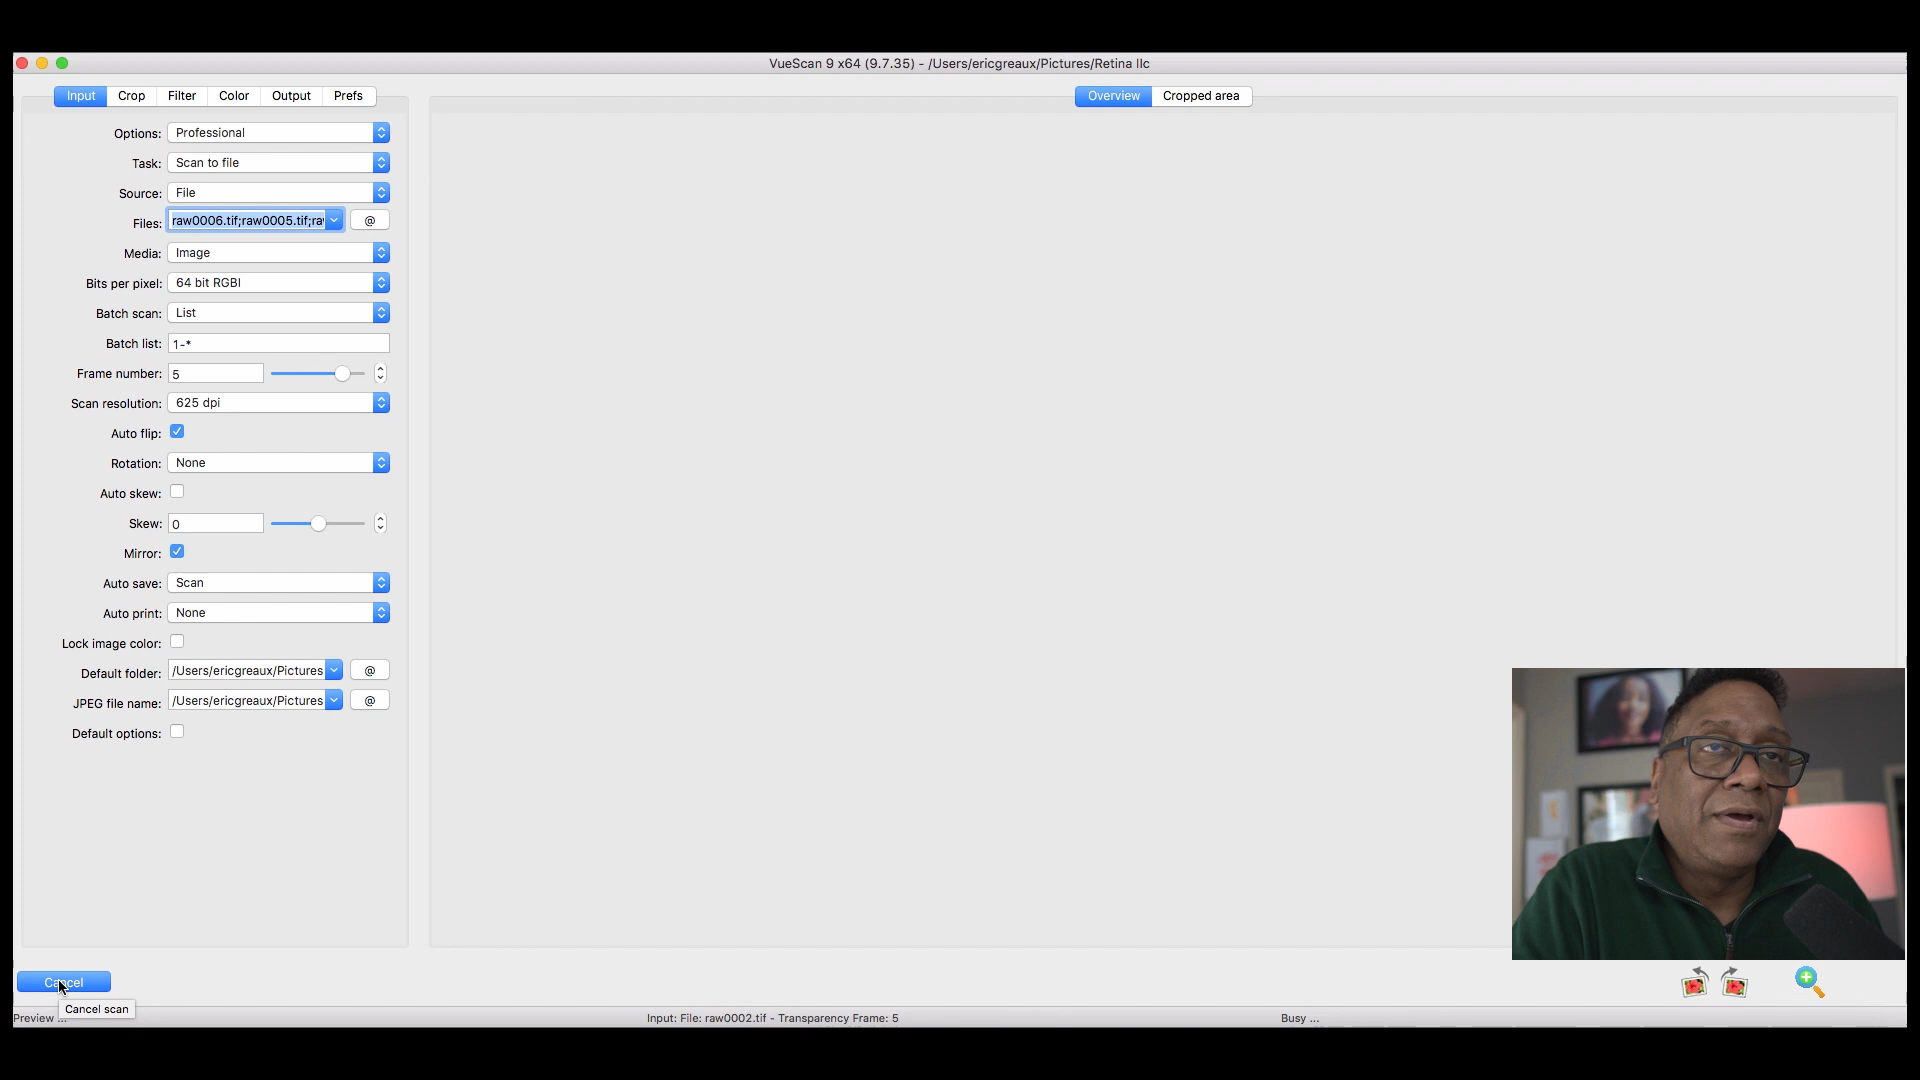 VueScan 9 x64 (9.7.35) - /Users/ericgreaux/Pictures/Retina llc
Input Crop Filter Color Output Prefs
Overview Cropped area
Options: Professional
Task: Scan to file
Source: File
Files: raw0006.tif;raw0005.tif;ra @
Media: Image
Bits per pixel: 64 bit RGBI
Batch scan: List
Batch list: 1-*
Frame number: 5
Scan resolution: 625 dpi
Auto flip:
Rotation: None
Auto skew:
Skew: 0
Mirror:
Auto save: Scan
Auto print: None
Lock image color:
Default folder: /Users/ericgreaux/Pictures @
JPEG file name: /Users/ericgreaux/Pictures @
Default options:
Cancel
Cancel scan
Preview ... Input: File: raw0002.tif - Transparency Frame: 5 Busy ...